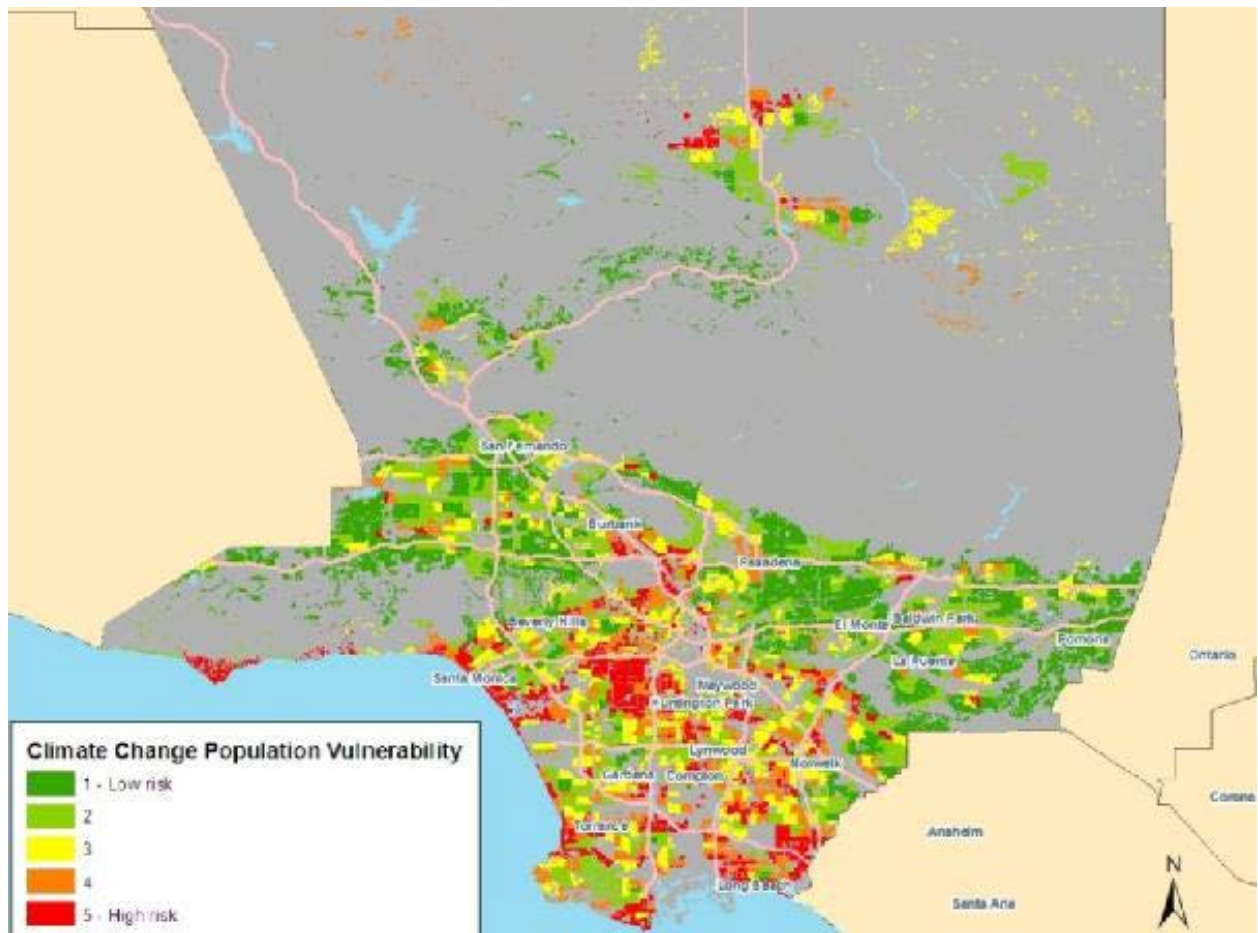 San Fernando
Burbank
Pasadena
Beverly Hills
El Monte
Baldwin Park
Pomona
La Puente
Ontario
Santa Monica
Maywood
Huntington Park
Climate Change Population Vulnerability
1 - Low risk
2
3
4
5 - High risk
Lynwood
Norwalk
Gardena
Compton
Corona
Torrance
Anaheim
Long Beach
Santa Ana
N